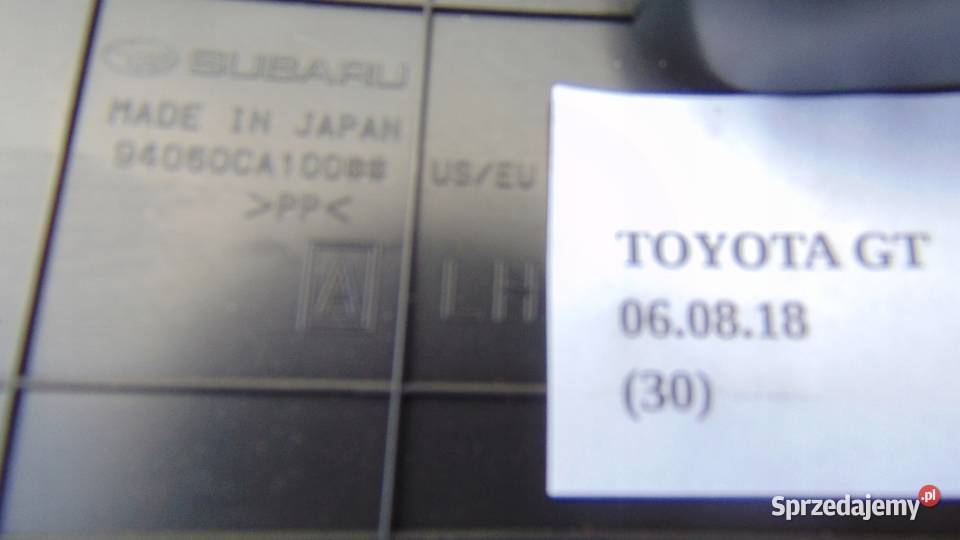 SUBARU
MADE IN JAPAN
94060CA100※※
US/EU
>PP<
A
LH
TOYOTA GT
06.08.18
(30)
Sprzedajemy.pl